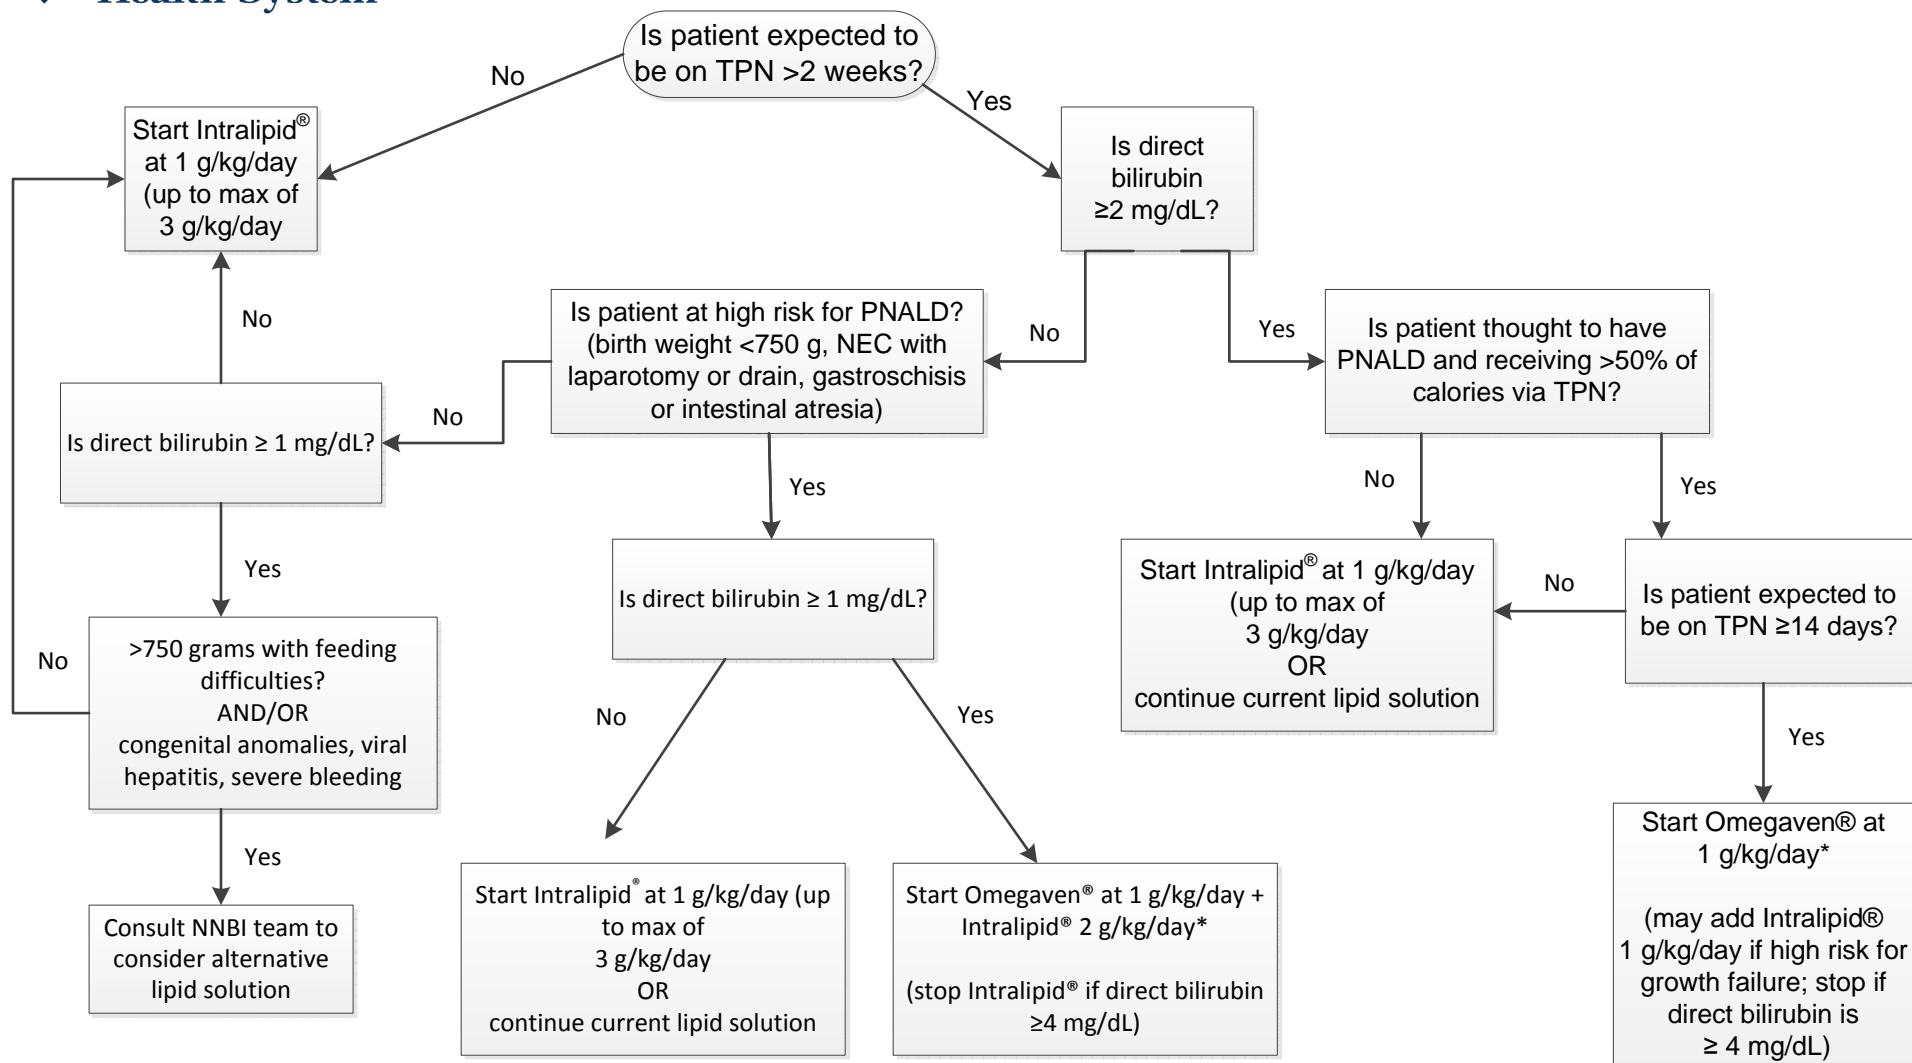 Health System
Is patient expected to
be on TPN >2 weeks?
No
Yes
Start Intralipid®
at 1 g/kg/day
(up to max of
3 g/kg/day
Is direct
bilirubin
≥2 mg/dL?
No
Is patient at high risk for PNALD?
(birth weight <750 g, NEC with
laparotomy or drain, gastroschisis
or intestinal atresia)
No
Yes
Is patient thought to have
PNALD and receiving >50% of
calories via TPN?
Is direct bilirubin ≥ 1 mg/dL?
No
Yes
No
Yes
Yes
Is direct bilirubin ≥ 1 mg/dL?
Start Intralipid® at 1 g/kg/day
(up to max of
3 g/kg/day
OR
continue current lipid solution
No
Is patient expected to
be on TPN ≥14 days?
No
>750 grams with feeding
difficulties?
AND/OR
congenital anomalies, viral
hepatitis, severe bleeding
No
Yes
Yes
Yes
Consult NNBI team to
consider alternative
lipid solution
Start Intralipid® at 1 g/kg/day (up
to max of
3 g/kg/day
OR
continue current lipid solution
Start Omegaven® at 1 g/kg/day +
Intralipid® 2 g/kg/day*
(stop Intralipid® if direct bilirubin
≥4 mg/dL)
Start Omegaven® at
1 g/kg/day*
(may add Intralipid®
1 g/kg/day if high risk for
growth failure; stop if
direct bilirubin is
≥ 4 mg/dL)